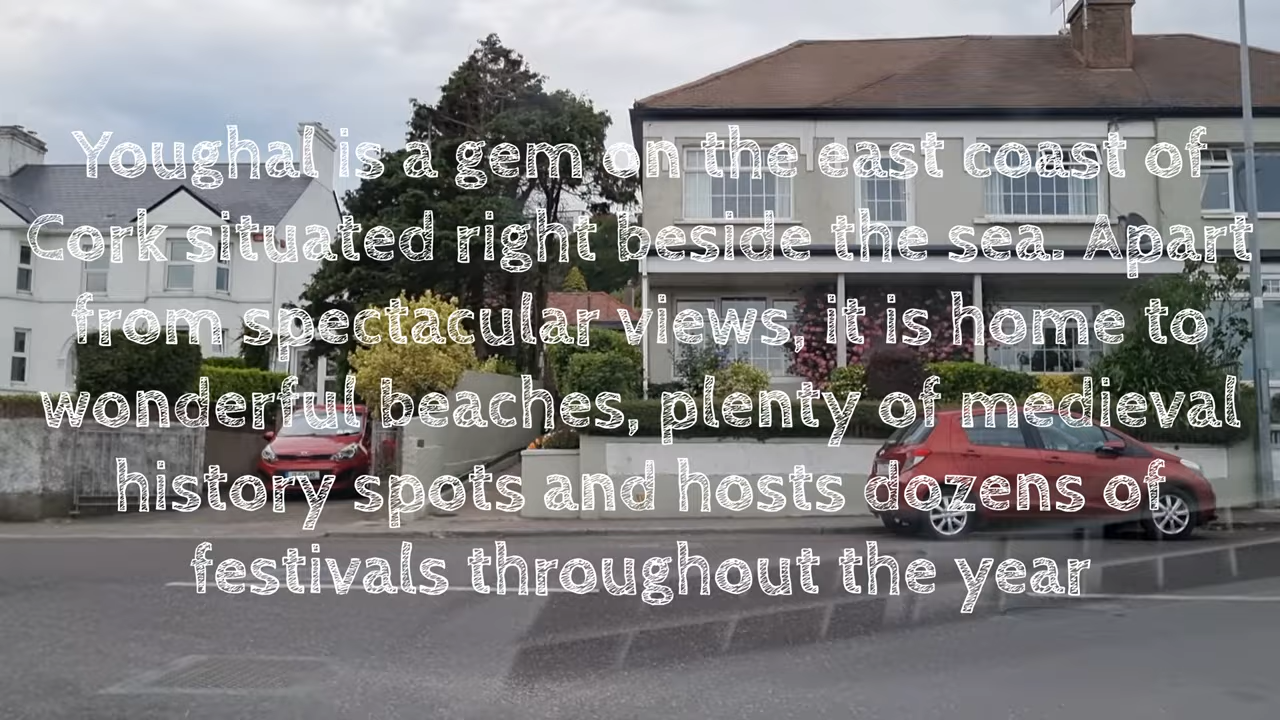 Youghal is a gem on the east coast of
Cork situated right beside the sea. Apart
from spectacular views, it is home to
wonderful beaches, plenty of medieval
history spots and hosts dozens of
festivals throughout the year